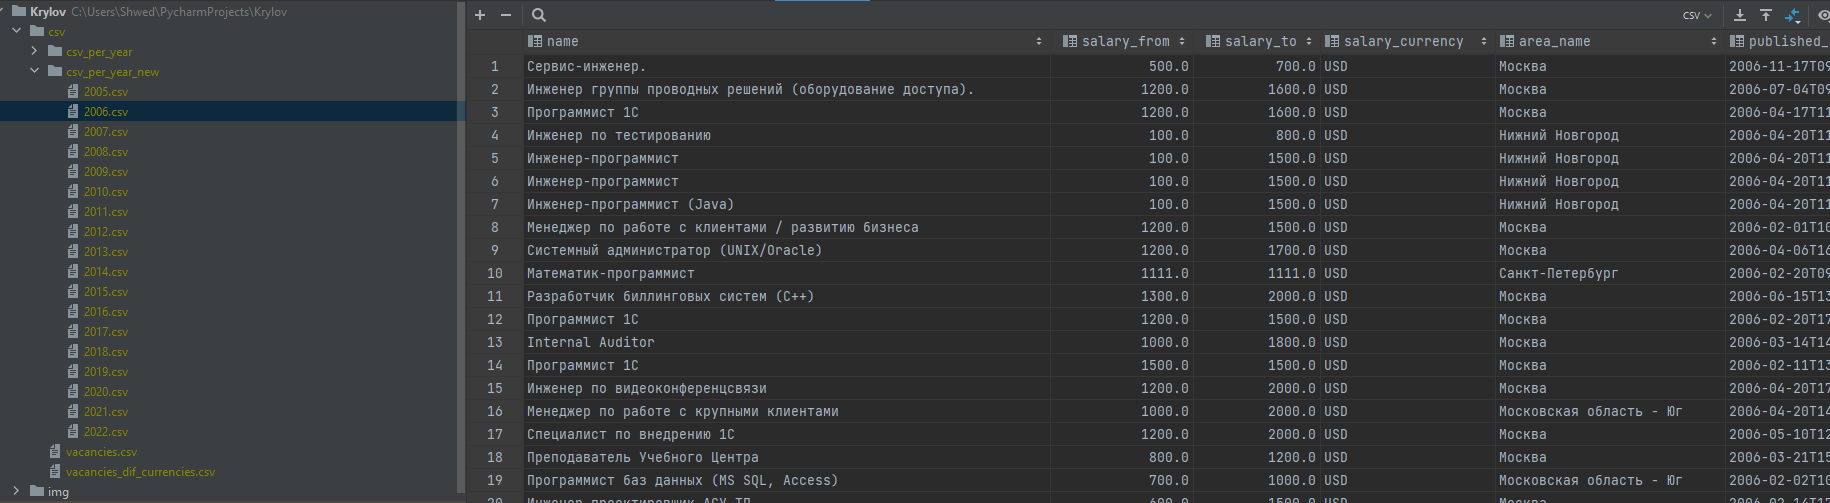 Krylov C:\Users\Shwed\PycharmProjects\Krylov
csv
csv_per_year
csv_per_year_new
2005.csv
2006.csv
2007.csv
2008.csv
2009.csv
2010.csv
2011.csv
2012.csv
2013.csv
2014.csv
2015.csv
2016.csv
2017.csv
2018.csv
2019.csv
2020.csv
2021.csv
2022.csv
vacancies.csv
vacancies_dif_currencies.csv
img
CSV
name salary_from salary_to salary_currency area_name published_
1 Сервис-инженер. 500.0 700.0 USD Москва 2006-11-17T09
2 Инженер группы проводных решений (оборудование доступа). 1200.0 1600.0 USD Москва 2006-07-04T09
3 Программист 1С 1200.0 1600.0 USD Москва 2006-04-17T11
4 Инженер по тестированию 100.0 800.0 USD Нижний Новгород 2006-04-20T11
5 Инженер-программист 100.0 1500.0 USD Нижний Новгород 2006-04-20T11
6 Инженер-программист 100.0 1500.0 USD Нижний Новгород 2006-04-20T11
7 Инженер-программист (Java) 100.0 1500.0 USD Нижний Новгород 2006-04-20T11
8 Менеджер по работе с клиентами / развитию бизнеса 1200.0 1500.0 USD Москва 2006-02-01T10
9 Системный администратор (UNIX/Oracle) 1200.0 1700.0 USD Москва 2006-04-06T16
10 Математик-программист 1111.0 1111.0 USD Санкт-Петербург 2006-02-20T09
11 Разработчик биллинговых систем (С++) 1300.0 2000.0 USD Москва 2006-06-15T13
12 Программист 1С 1200.0 1500.0 USD Москва 2006-02-20T17
13 Internal Auditor 1000.0 1800.0 USD Москва 2006-03-14T14
14 Программист 1С 1500.0 1500.0 USD Москва 2006-02-11T13
15 Инженер по видеоконференцсвязи 1200.0 2000.0 USD Москва 2006-04-20T17
16 Менеджер по работе с крупными клиентами 1000.0 2000.0 USD Московская область - Юг 2006-04-20T14
17 Специалист по внедрению 1С 1200.0 2000.0 USD Москва 2006-05-10T12
18 Преподаватель Учебного Центра 800.0 1200.0 USD Москва 2006-03-21T15
19 Программист баз данных (MS SQL, Access) 700.0 1000.0 USD Московская область - Юг 2006-02-02T10
20 Инженер-проектировщик АСУ ТП 600.0 1500.0 USD Москва 2006-02-14T17